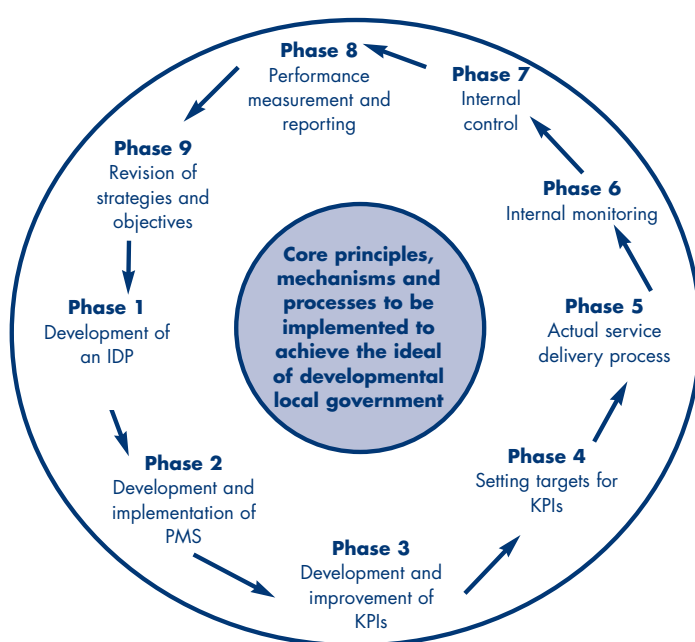 Phase 8
Performance
measurement and
reporting
Phase 7
Internal
control
Phase 9
Revision of
strategies and
objectives
Phase 6
Internal monitoring
Core principles,
mechanisms and
processes to be
implemented to
achieve the ideal
of developmental
local government
Phase 1
Development of
an IDP
Phase 5
Actual service
delivery process
Phase 2
Development and
implementation of
PMS
Phase 4
Setting targets for
KPIs
Phase 3
Development and
improvement of
KPIs